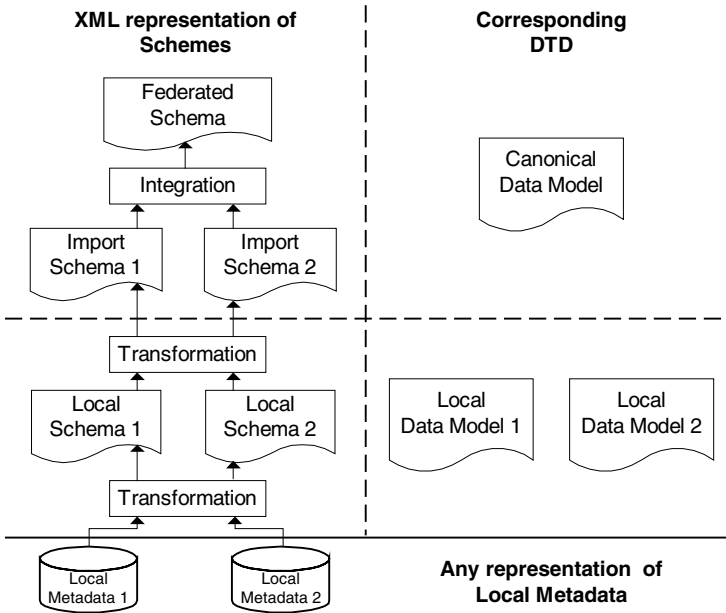 XML representation of
Schemes
Corresponding
DTD
Federated
Schema
Canonical
Data Model
Integration
Import
Schema 1
Import
Schema 2
Transformation
Local
Schema 1
Local
Schema 2
Local
Data Model 1
Local
Data Model 2
Transformation
Local
Metadata 1
Local
Metadata 2
Any representation of
Local Metadata